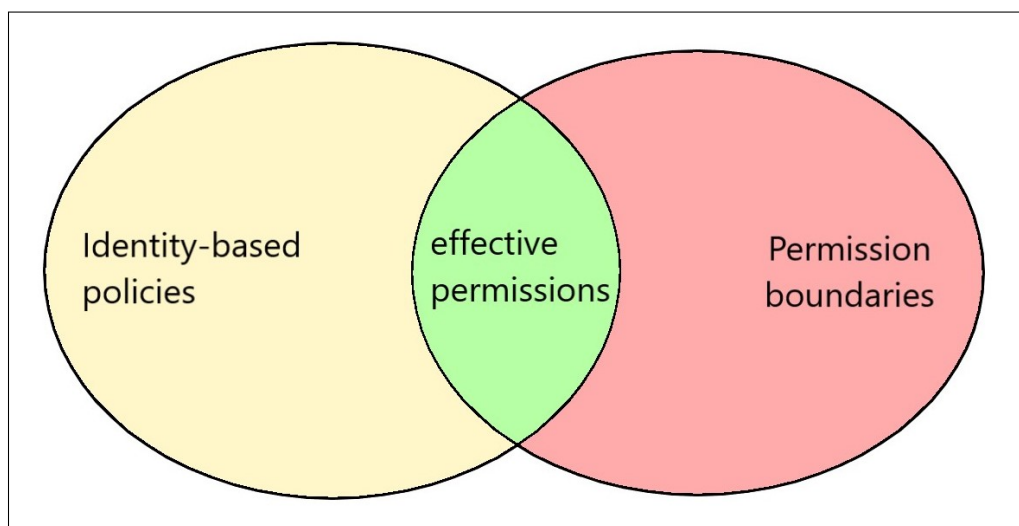 Identity-based
policies
effective
permissions
Permission
boundaries